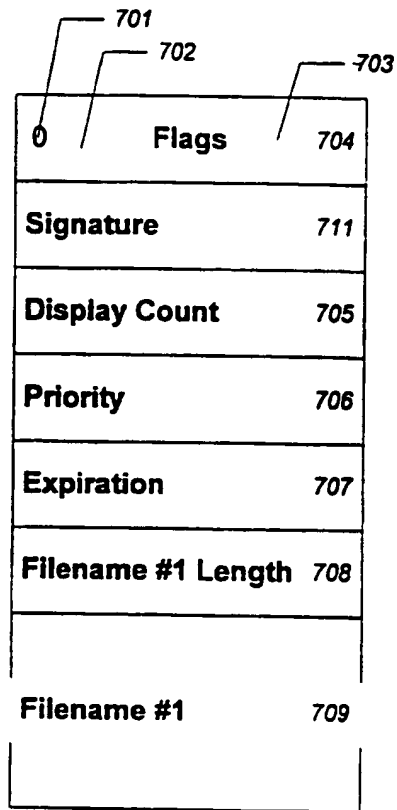 701
702
703
0 Flags 704
Signature 711
Display Count 705
Priority 706
Expiration 707
Filename #1 Length 708
Filename #1 709